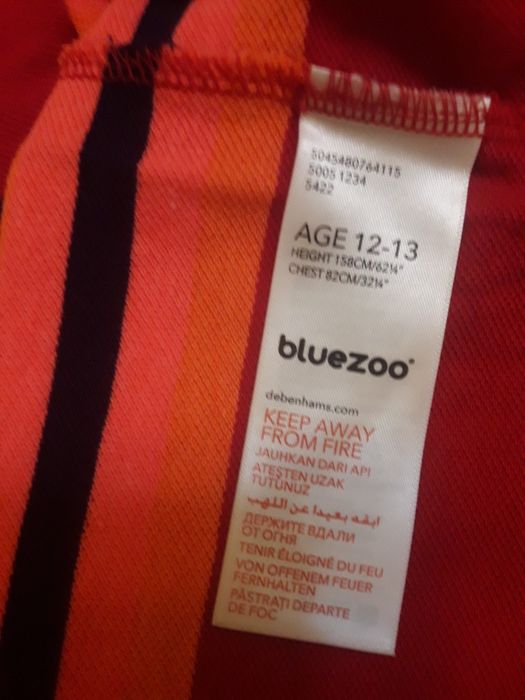 5045480764115
5005 1234
5422
AGE 12-13
HEIGHT 158CM/62¼"
CHEST 82CM/32¼"
bluezoo
debenhams.com
KEEP AWAY
FROM FIRE
JAUHKAN DARI API
ATEŞTEN UZAK
TUTUNUZ
ابقه بعيدا عن اللهب
ДЕРЖИТЕ ВДАЛИ
ОТ ОГНЯ
TENIR ÉLOIGNÉ DU FEU
VON OFFENEM FEUER
FERNHALTEN
PĂSTRAȚI DEPARTE
DE FOC